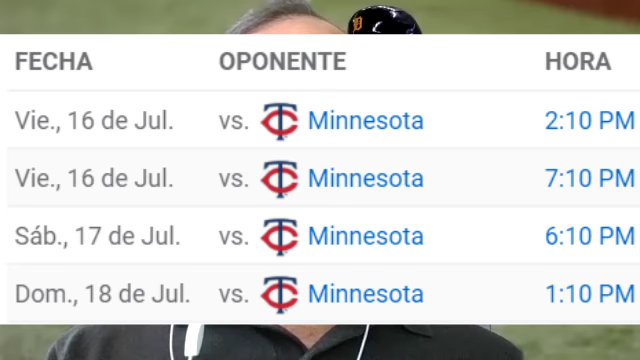 FECHA OPONENTE HORA
Vie., 16 de Jul. vs. Minnesota 2:10 PM
Vie., 16 de Jul. vs. Minnesota 7:10 PM
Sáb., 17 de Jul. vs. Minnesota 6:10 PM
Dom., 18 de Jul. vs. Minnesota 1:10 PM